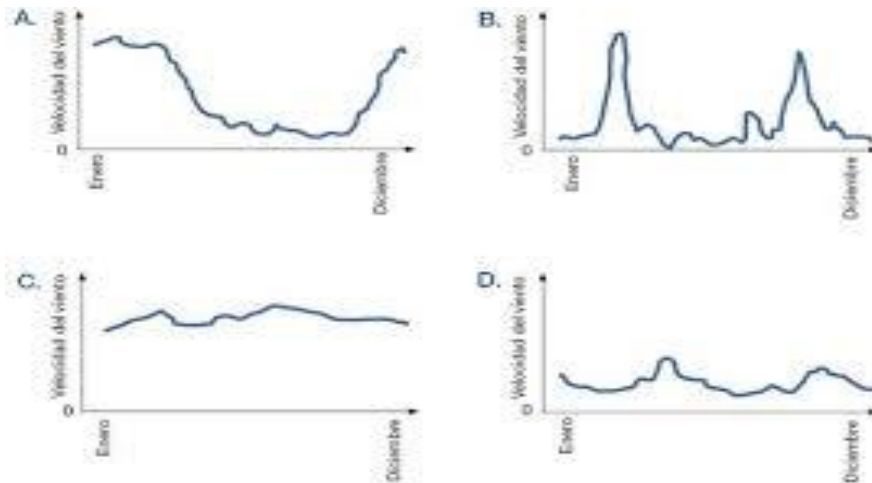 A.
Velocidad del viento
0
Enero
Diciembre
B.
Velocidad del viento
0
Enero
Diciembre
C.
Velocidad del viento
0
Enero
Diciembre
D.
Velocidad del viento
0
Enero
Diciembre